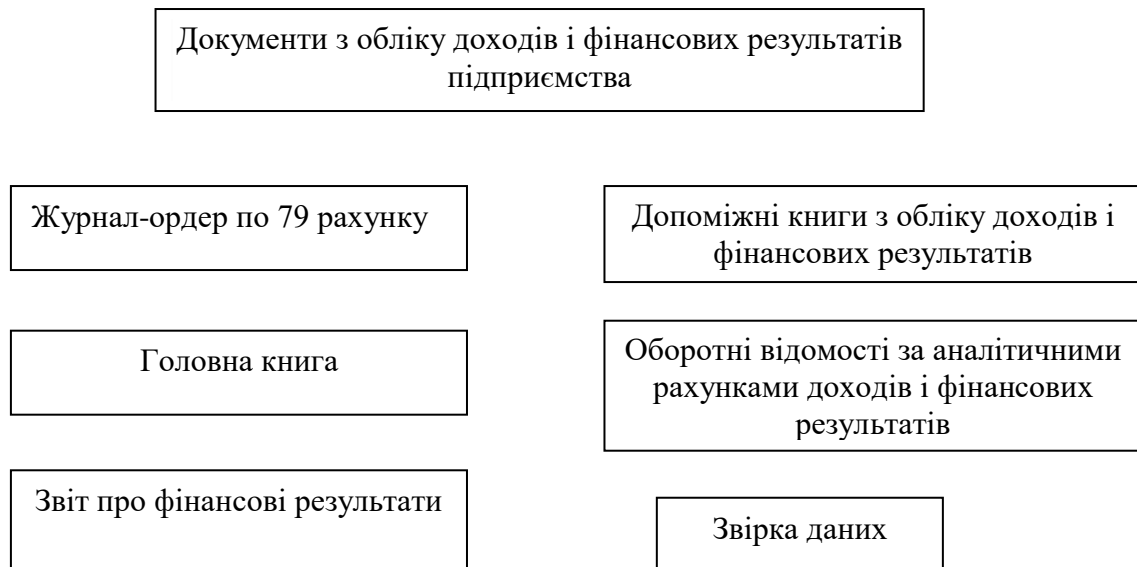 Документи з обліку доходів і фінансових результатів
підприємства
Журнал-ордер по 79 рахунку
Допоміжні книги з обліку доходів і
фінансових результатів
Головна книга
Оборотні відомості за аналітичними
рахунками доходів і фінансових
результатів
Звіт про фінансові результати
Звірка даних